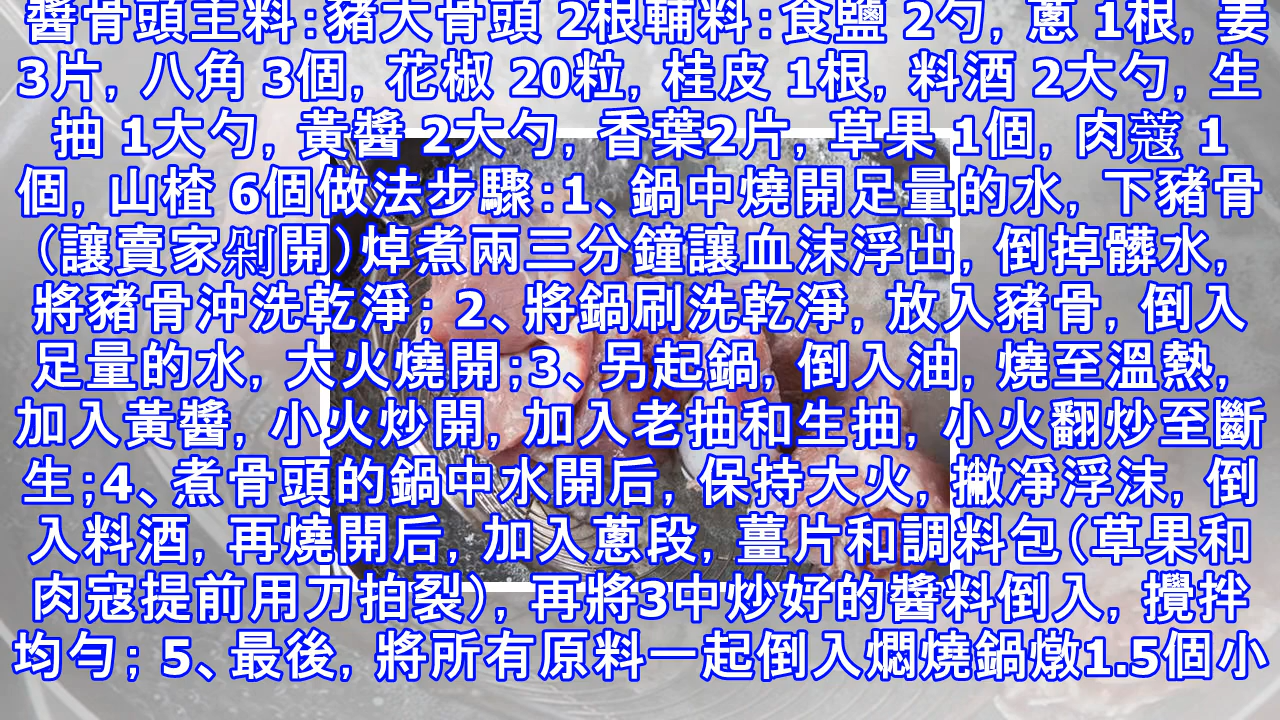 醬骨頭主料:豬大骨頭 2根輔料:食鹽 2勺, 蔥 1根, 姜
3片, 八角 3個, 花椒 20粒, 桂皮 1根, 料酒 2大勺, 生
抽 1大勺, 黃醬 2大勺, 香葉2片, 草果 1個, 肉蔻 1
個, 山楂 6個做法步驟:1、鍋中燒開足量的水, 下豬骨
(讓賣家剁開)焯煮兩三分鐘讓血沫浮出, 倒掉髒水,
將豬骨沖洗乾淨; 2、將鍋刷洗乾淨, 放入豬骨, 倒入
足量的水, 大火燒開;3、另起鍋, 倒入油, 燒至溫熱,
加入黃醬, 小火炒開, 加入老抽和生抽, 小火翻炒至斷
生;4、煮骨頭的鍋中水開后, 保持大火, 撇凈浮沫, 倒
入料酒, 再燒開后, 加入蔥段, 薑片和調料包(草果和
肉寇提前用刀拍裂), 再將3中炒好的醬料倒入, 攪拌
均勻; 5、最後, 將所有原料一起倒入燜燒鍋燉1.5個小